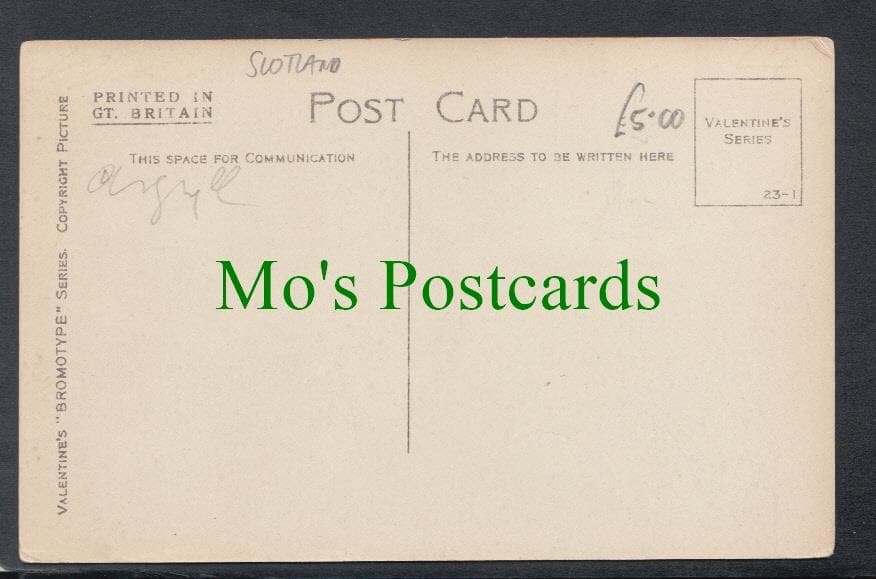 SCOTLAND
PRINTED IN
GT. BRITAIN
POST CARD
£5.00
VALENTINE'S
SERIES
23-1
THIS SPACE FOR COMMUNICATION
THE ADDRESS TO BE WRITTEN HERE
Argyll
VALENTINE'S "BROMOTYPE" SERIES. COPYRIGHT PICTURE
Mo's Postcards